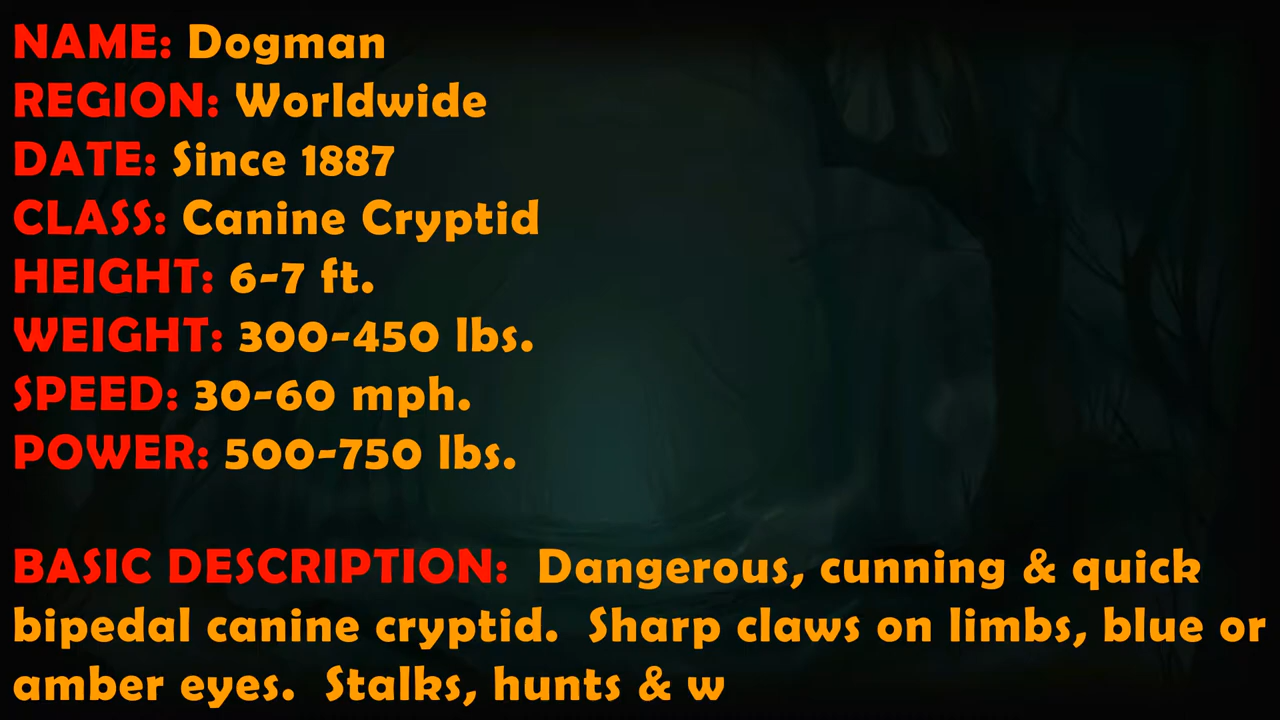 NAME: Dogman
REGION: Worldwide
DATE: Since 1887
CLASS: Canine Cryptid
HEIGHT: 6-7 ft.
WEIGHT: 300-450 lbs.
SPEED: 30-60 mph.
POWER: 500-750 lbs.
BASIC DESCRIPTION: Dangerous, cunning & quick
bipedal canine cryptid. Sharp claws on limbs, blue or
amber eyes. Stalks, hunts & w